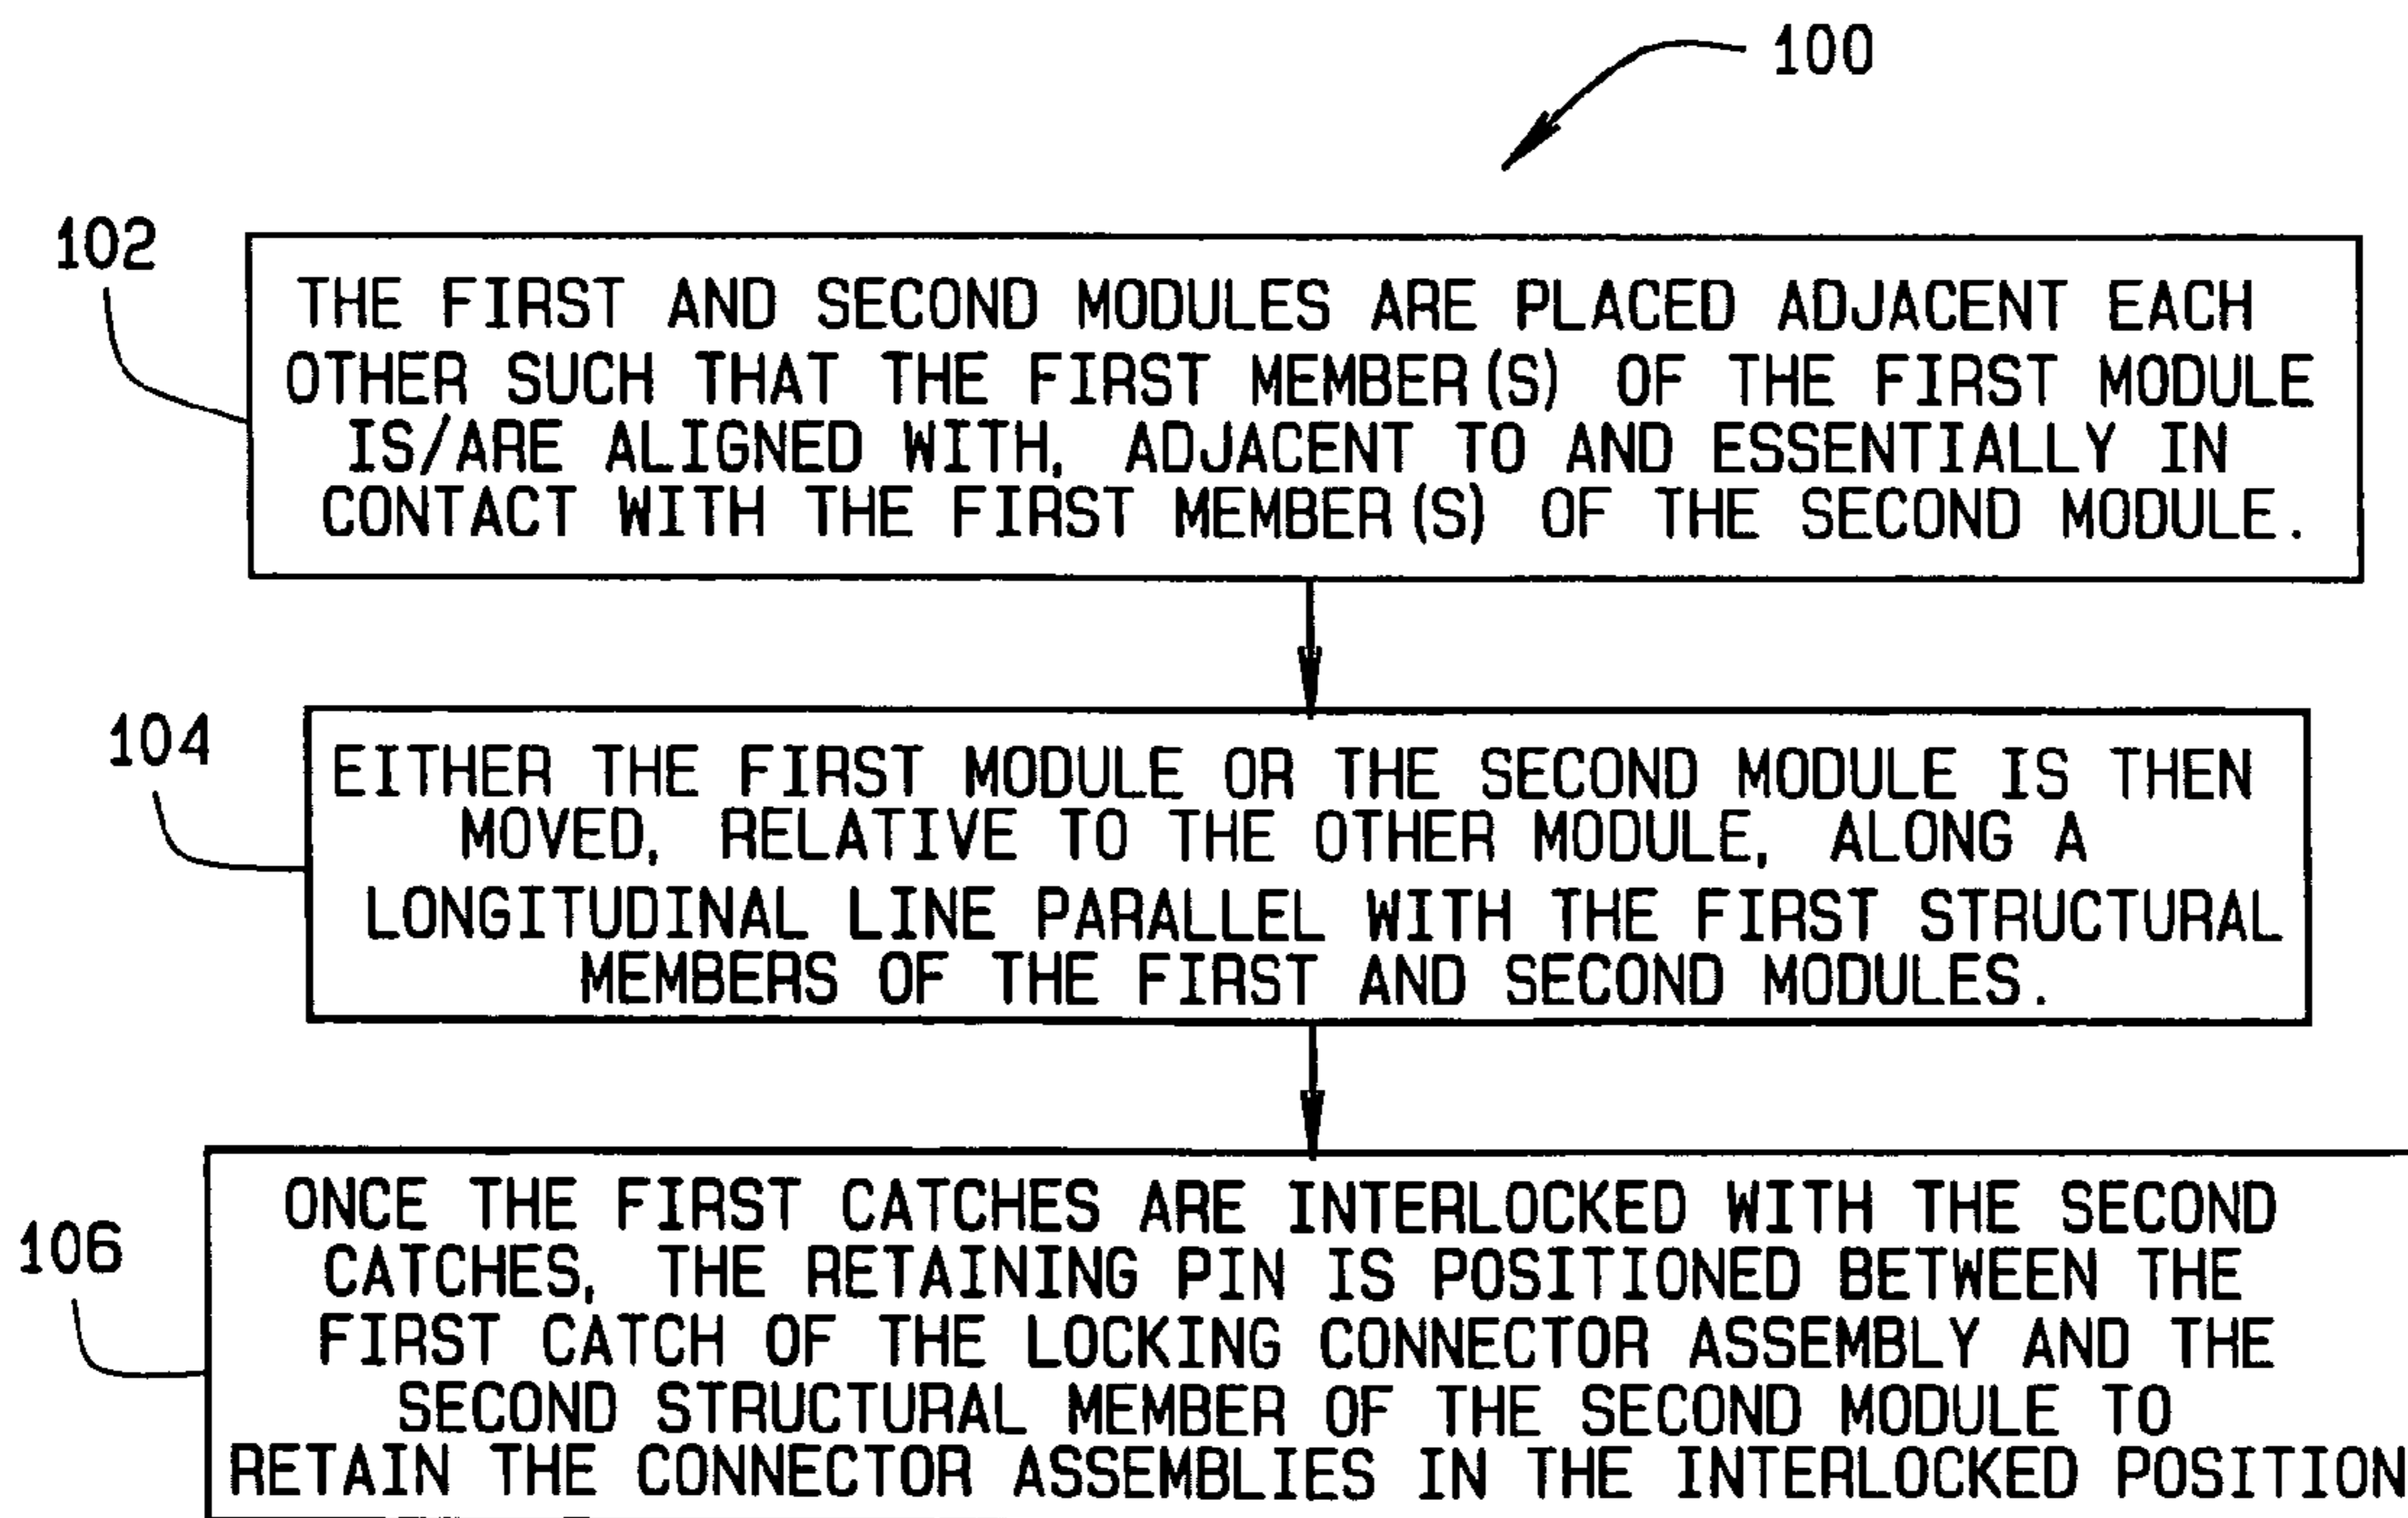 100
102
THE FIRST AND SECOND MODULES ARE PLACED ADJACENT EACH
OTHER SUCH THAT THE FIRST MEMBER(S) OF THE FIRST MODULE
IS/ARE ALIGNED WITH, ADJACENT TO AND ESSENTIALLY IN
CONTACT WITH THE FIRST MEMBER(S) OF THE SECOND MODULE.
104
EITHER THE FIRST MODULE OR THE SECOND MODULE IS THEN
MOVED, RELATIVE TO THE OTHER MODULE, ALONG A
LONGITUDINAL LINE PARALLEL WITH THE FIRST STRUCTURAL
MEMBERS OF THE FIRST AND SECOND MODULES.
106
ONCE THE FIRST CATCHES ARE INTERLOCKED WITH THE SECOND
CATCHES, THE RETAINING PIN IS POSITIONED BETWEEN THE
FIRST CATCH OF THE LOCKING CONNECTOR ASSEMBLY AND THE
SECOND STRUCTURAL MEMBER OF THE SECOND MODULE TO
RETAIN THE CONNECTOR ASSEMBLIES IN THE INTERLOCKED POSITION